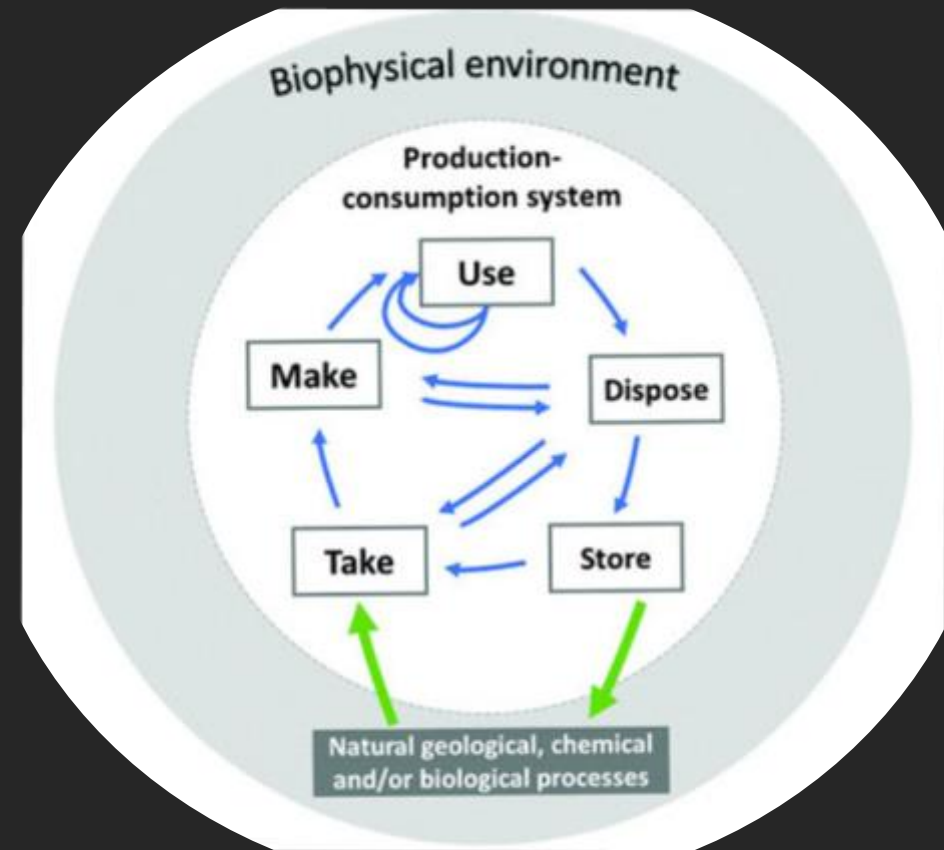 Biophysical environment
Production-
consumption system
Use
Make
Dispose
Take
Store
Natural geological, chemical
and/or biological processes